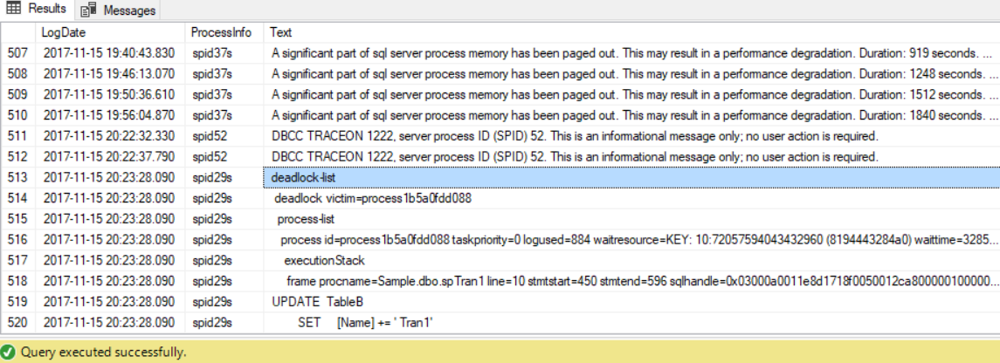 Results Messages
LogDate ProcessInfo Text
507 2017-11-15 19:40:43.830 spid37s A significant part of sql server process memory has been paged out. This may result in a performance degradation. Duration: 919 seconds. ...
508 2017-11-15 19:46:13.070 spid37s A significant part of sql server process memory has been paged out. This may result in a performance degradation. Duration: 1248 seconds. ...
509 2017-11-15 19:50:36.610 spid37s A significant part of sql server process memory has been paged out. This may result in a performance degradation. Duration: 1512 seconds. ...
510 2017-11-15 19:56:04.870 spid37s A significant part of sql server process memory has been paged out. This may result in a performance degradation. Duration: 1840 seconds. ...
511 2017-11-15 20:22:32.330 spid52 DBCC TRACEON 1222, server process ID (SPID) 52. This is an informational message only; no user action is required.
512 2017-11-15 20:22:37.790 spid52 DBCC TRACEON 1222, server process ID (SPID) 52. This is an informational message only; no user action is required.
513 2017-11-15 20:23:28.090 spid29s deadlock-list
514 2017-11-15 20:23:28.090 spid29s deadlock victim=process1b5a0fdd088
515 2017-11-15 20:23:28.090 spid29s process-list
516 2017-11-15 20:23:28.090 spid29s process id=process1b5a0fdd088 taskpriority=0 logused=884 waitresource=KEY: 10:72057594043432960 (8194443284a0) waittime=3285...
517 2017-11-15 20:23:28.090 spid29s executionStack
518 2017-11-15 20:23:28.090 spid29s frame procname=Sample.dbo.spTran1 line=10 stmtstart=450 stmtend=596 sqlhandle=0x03000a0011e8d1718f0050012ca800000100000...
519 2017-11-15 20:23:28.090 spid29s UPDATE TableB
520 2017-11-15 20:23:28.090 spid29s SET [Name] += ' Tran1'
Query executed successfully.